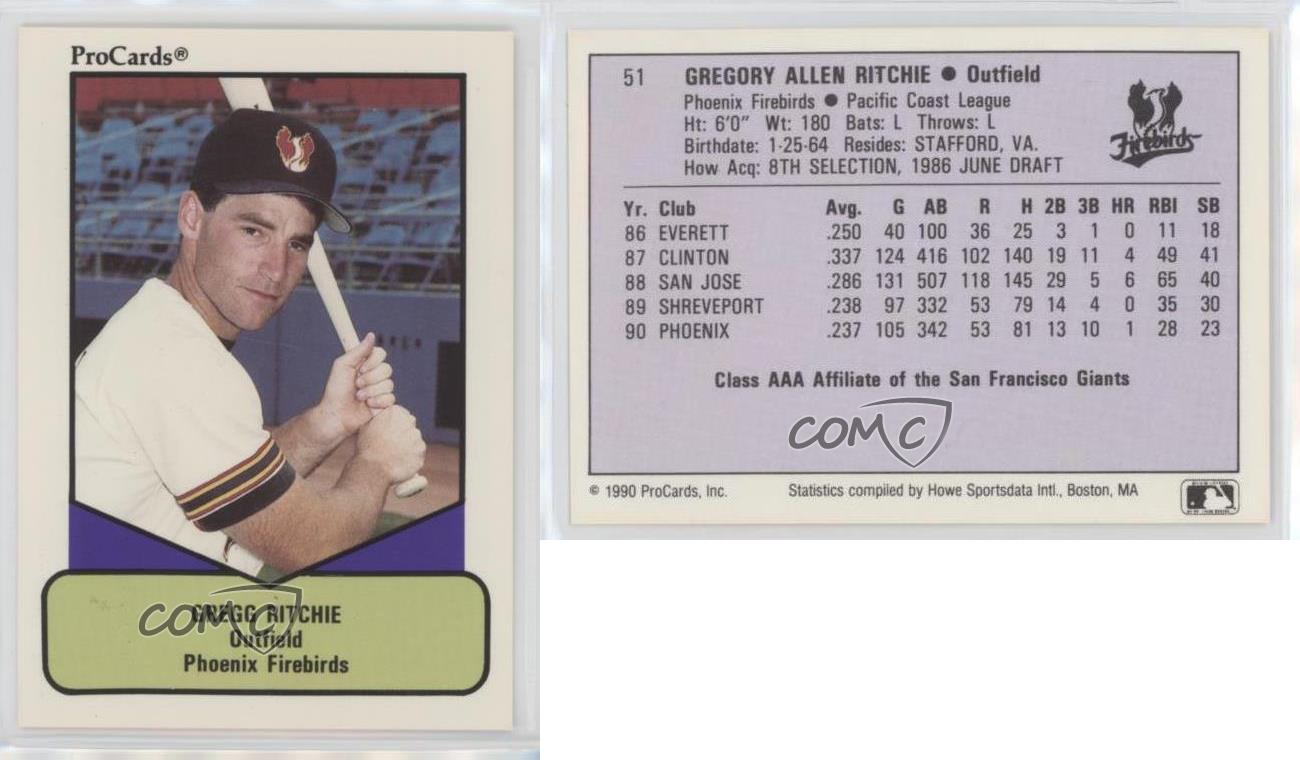 ProCards®
GREGG RITCHIE
Outfield
Phoenix Firebirds
COMC
51 GREGORY ALLEN RITCHIE ● Outfield
Phoenix Firebirds ● Pacific Coast League
Ht: 6'0" Wt: 180 Bats: L Throws: L
Birthdate: 1-25-64 Resides: STAFFORD, VA.
How Acq: 8TH SELECTION, 1986 JUNE DRAFT
Firebirds
Yr. Club Avg. G AB R H 2B 3B HR RBI SB
86 EVERETT .250 40 100 36 25 3 1 0 11 18
87 CLINTON .337 124 416 102 140 19 11 4 49 41
88 SAN JOSE .286 131 507 118 145 29 5 6 65 40
89 SHREVEPORT .238 97 332 53 79 14 4 0 35 30
90 PHOENIX .237 105 342 53 81 13 10 1 28 23
Class AAA Affiliate of the San Francisco Giants
COMC
© 1990 ProCards, Inc. Statistics compiled by Howe Sportsdata Intl., Boston, MA